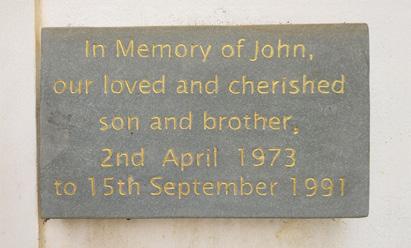 In Memory of John,
our loved and cherished
son and brother,
2nd April 1973
to 15th September 1991